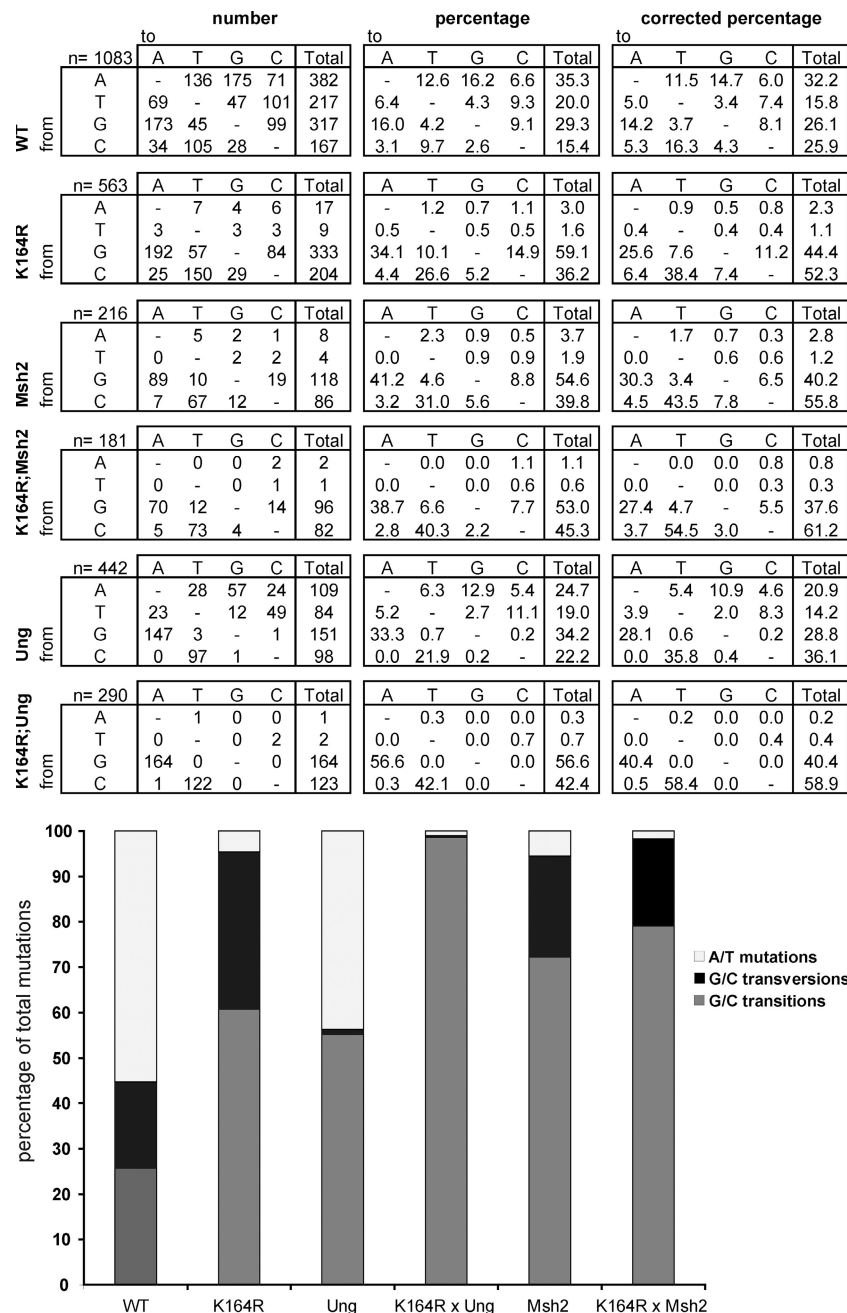 number percentage corrected percentage
to to to
n= 1083 A T G C Total A T G C Total A T G C Total
A - 136 175 71 382 - 12.6 16.2 6.6 35.3 - 11.5 14.7 6.0 32.2
T 69 - 47 101 217 6.4 - 4.3 9.3 20.0 5.0 - 3.4 7.4 15.8
G 173 45 - 99 317 16.0 4.2 - 9.1 29.3 14.2 3.7 - 8.1 26.1
C 34 105 28 - 167 3.1 9.7 2.6 - 15.4 5.3 16.3 4.3 - 25.9
WT
from
n= 563 A T G C Total A T G C Total A T G C Total
A - 7 4 6 17 - 1.2 0.7 1.1 3.0 - 0.9 0.5 0.8 2.3
T 3 - 3 3 9 0.5 - 0.5 0.5 1.6 0.4 - 0.4 0.4 1.1
G 192 57 - 84 333 34.1 10.1 - 14.9 59.1 25.6 7.6 - 11.2 44.4
C 25 150 29 - 204 4.4 26.6 5.2 - 36.2 6.4 38.4 7.4 - 52.3
K164R
from
n= 216 A T G C Total A T G C Total A T G C Total
A - 5 2 1 8 - 2.3 0.9 0.5 3.7 - 1.7 0.7 0.3 2.8
T 0 - 2 2 4 0.0 - 0.9 0.9 1.9 0.0 - 0.6 0.6 1.2
G 89 10 - 19 118 41.2 4.6 - 8.8 54.6 30.3 3.4 - 6.5 40.2
C 7 67 12 - 86 3.2 31.0 5.6 - 39.8 4.5 43.5 7.8 - 55.8
Msh2
from
n= 181 A T G C Total A T G C Total A T G C Total
A - 0 0 2 2 - 0.0 0.0 1.1 1.1 - 0.0 0.0 0.8 0.8
T 0 - 0 1 1 0.0 - 0.0 0.6 0.6 0.0 - 0.0 0.3 0.3
G 70 12 - 14 96 38.7 6.6 - 7.7 53.0 27.4 4.7 - 5.5 37.6
C 5 73 4 - 82 2.8 40.3 2.2 - 45.3 3.7 54.5 3.0 - 61.2
K164R;Msh2
from
n= 442 A T G C Total A T G C Total A T G C Total
A - 28 57 24 109 - 6.3 12.9 5.4 24.7 - 5.4 10.9 4.6 20.9
T 23 - 12 49 84 5.2 - 2.7 11.1 19.0 3.9 - 2.0 8.3 14.2
G 147 3 - 1 151 33.3 0.7 - 0.2 34.2 28.1 0.6 - 0.2 28.8
C 0 97 1 - 98 0.0 21.9 0.2 - 22.2 0.0 35.8 0.4 - 36.1
Ung
from
n= 290 A T G C Total A T G C Total A T G C Total
A - 1 0 0 1 - 0.3 0.0 0.0 0.3 - 0.2 0.0 0.0 0.2
T 0 - 0 2 2 0.0 - 0.0 0.7 0.7 0.0 - 0.0 0.4 0.4
G 164 0 - 0 164 56.6 0.0 - 0.0 56.6 40.4 0.0 - 0.0 40.4
C 1 122 0 - 123 0.3 42.1 0.0 - 42.4 0.5 58.4 0.0 - 58.9
K164R;Ung
from
percentage of total mutations
100
90
80
70
60
50
40
30
20
10
0
WT K164R Ung K164R x Ung Msh2 K164R x Msh2
A/T mutations
G/C transversions
G/C transitions